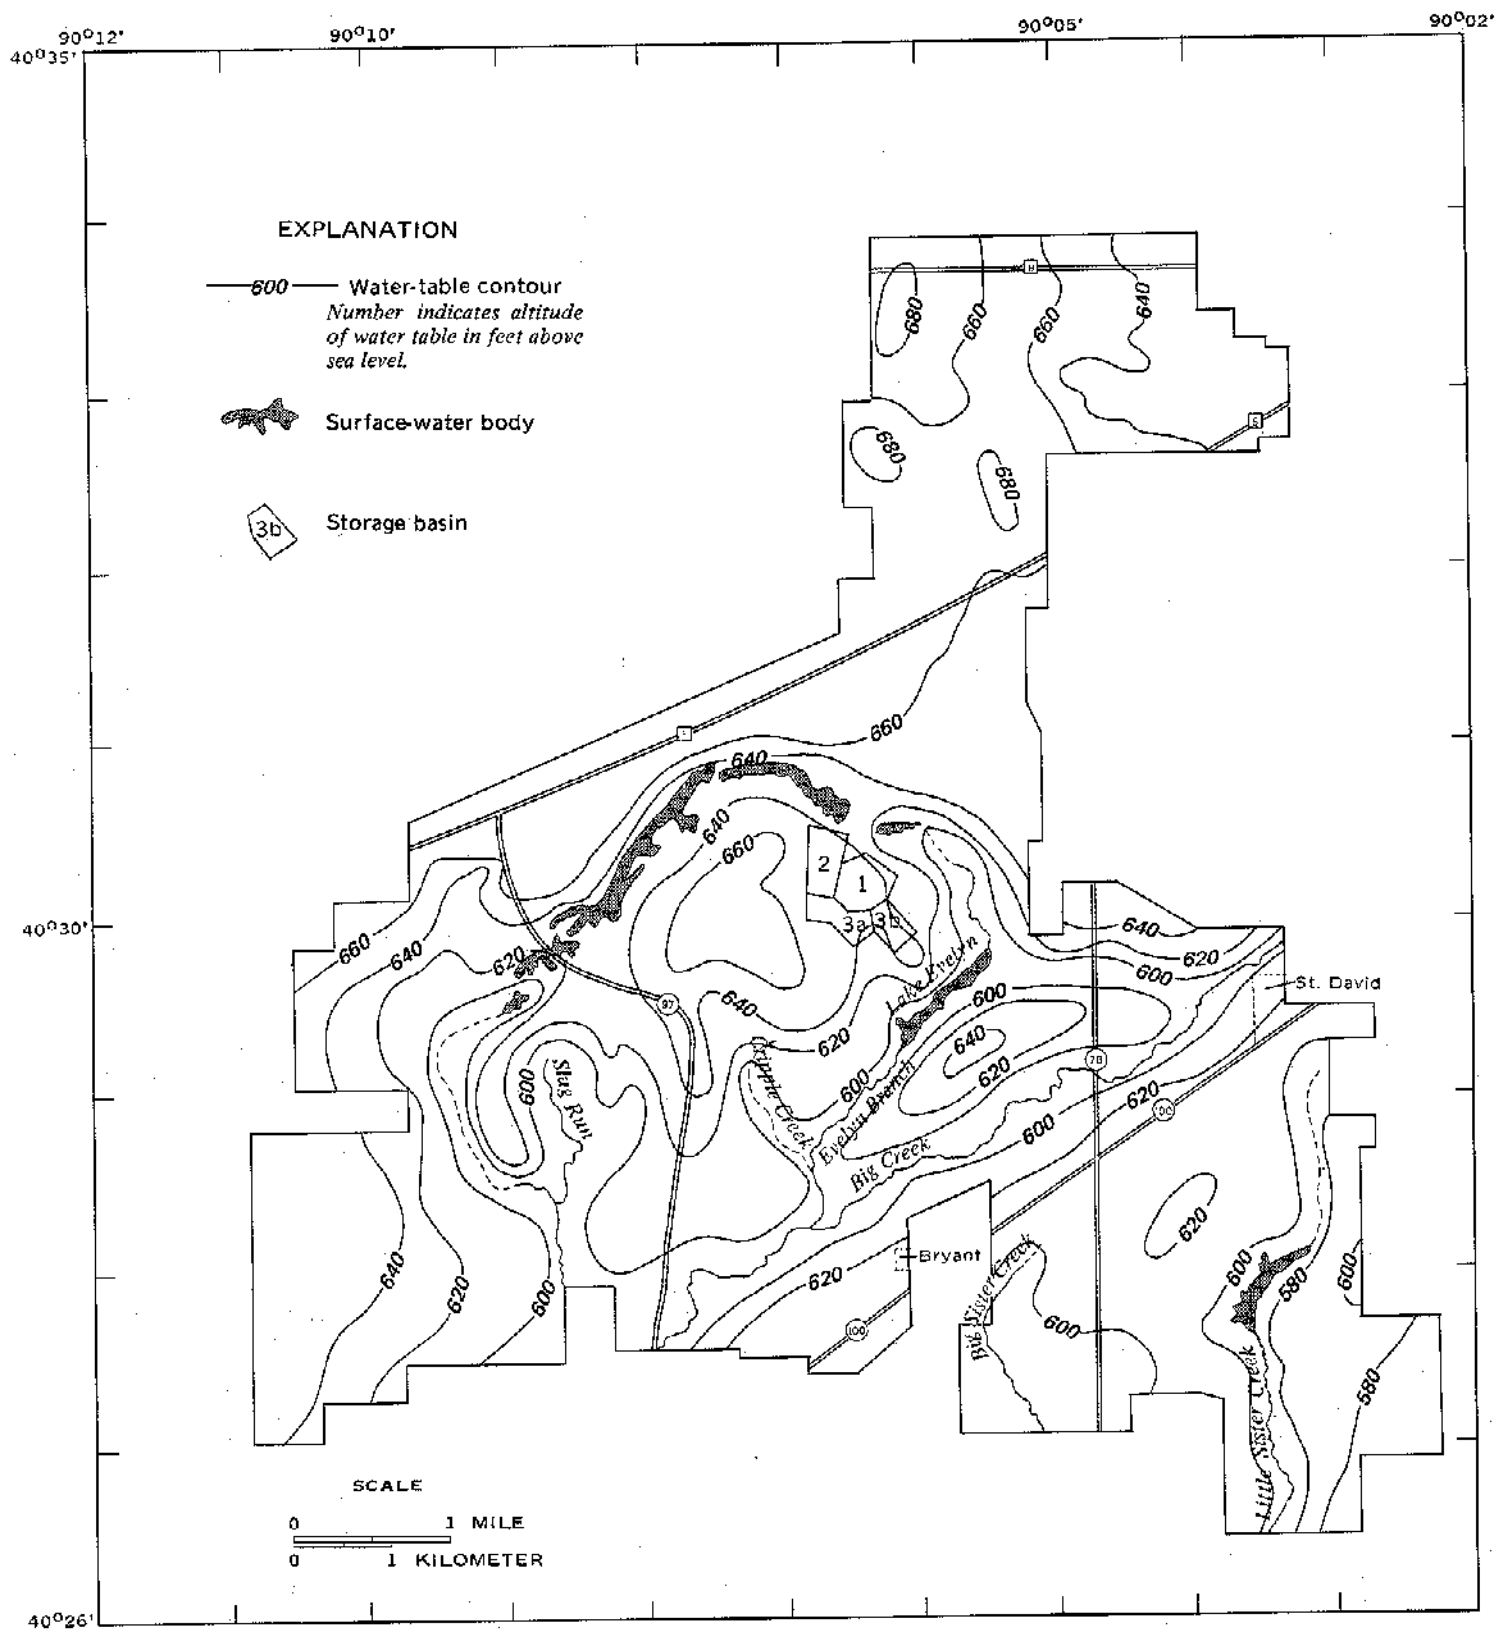 90°12' 90°10' 90°05' 90°02'
40°35'
EXPLANATION
600 Water-table contour
Number indicates altitude
of water table in feet above
sea level.
Surface-water body
3b Storage basin
680 660 660 640
680 680
660
640
640
660
2
1
3a 3b
40°30'
660 640 620
640 620 600
Lake Evelyn
St. David
97
640
600
620
640
620
78
600
Slug Run
600
Cripple Creek
Evelyn Branch
620
100
600
Big Creek
620
640 620 600
620
Bryant
100
Big Sister Creek
600
600 580 600
580
Little Sister Creek
SCALE
0 1 MILE
0 1 KILOMETER
40°26'